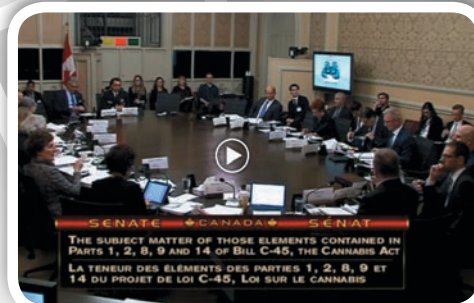 SENATE CANADA SENAT
THE SUBJECT MATTER OF THOSE ELEMENTS CONTAINED IN
PARTS 1, 2, 8, 9 AND 14 OF BILL C-45, THE CANNABIS ACT
LA TENEUR DES ÉLÉMENTS DES PARTIES 1, 2, 8, 9 ET
14 DU PROJET DE LOI C-45, LOI SUR LE CANNABIS